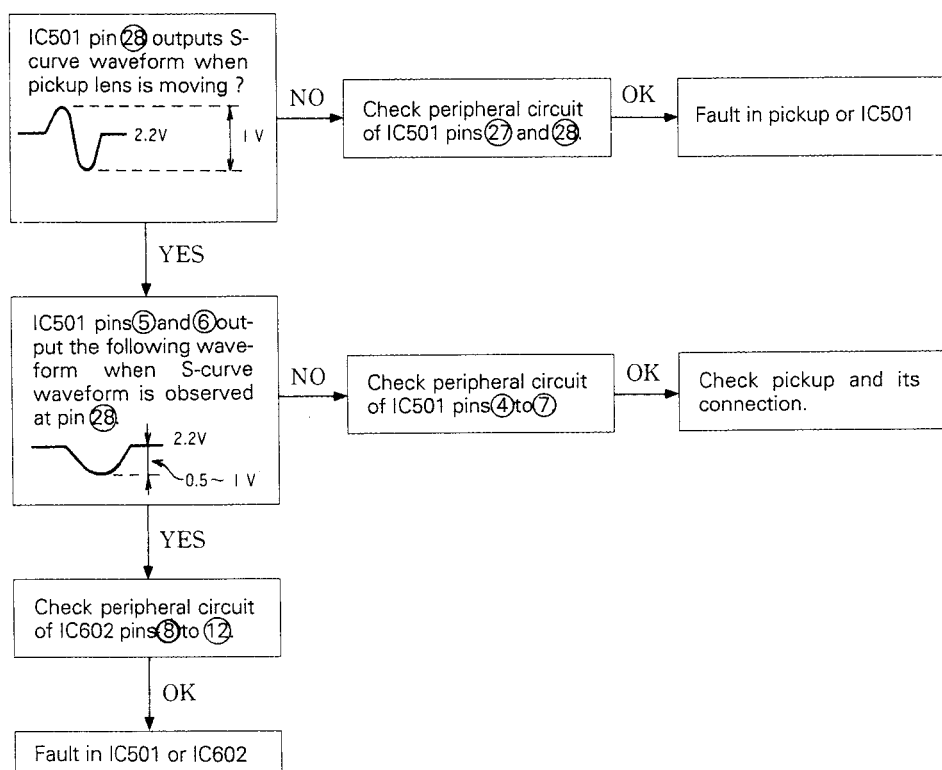 IC501 pin 28 outputs S-
curve waveform when
pickup lens is moving ?
2.2V
1 V
NO
Check peripheral circuit
of IC501 pins 27 and 28.
OK
Fault in pickup or IC501
YES
IC501 pins 5 and 6 out-
put the following wave-
form when S-curve
waveform is observed
at pin 28.
2.2V
0.5~ 1 V
NO
Check peripheral circuit
of IC501 pins 4 to 7
OK
Check pickup and its
connection.
YES
Check peripheral circuit
of IC602 pins 8 to 12.
OK
Fault in IC501 or IC602